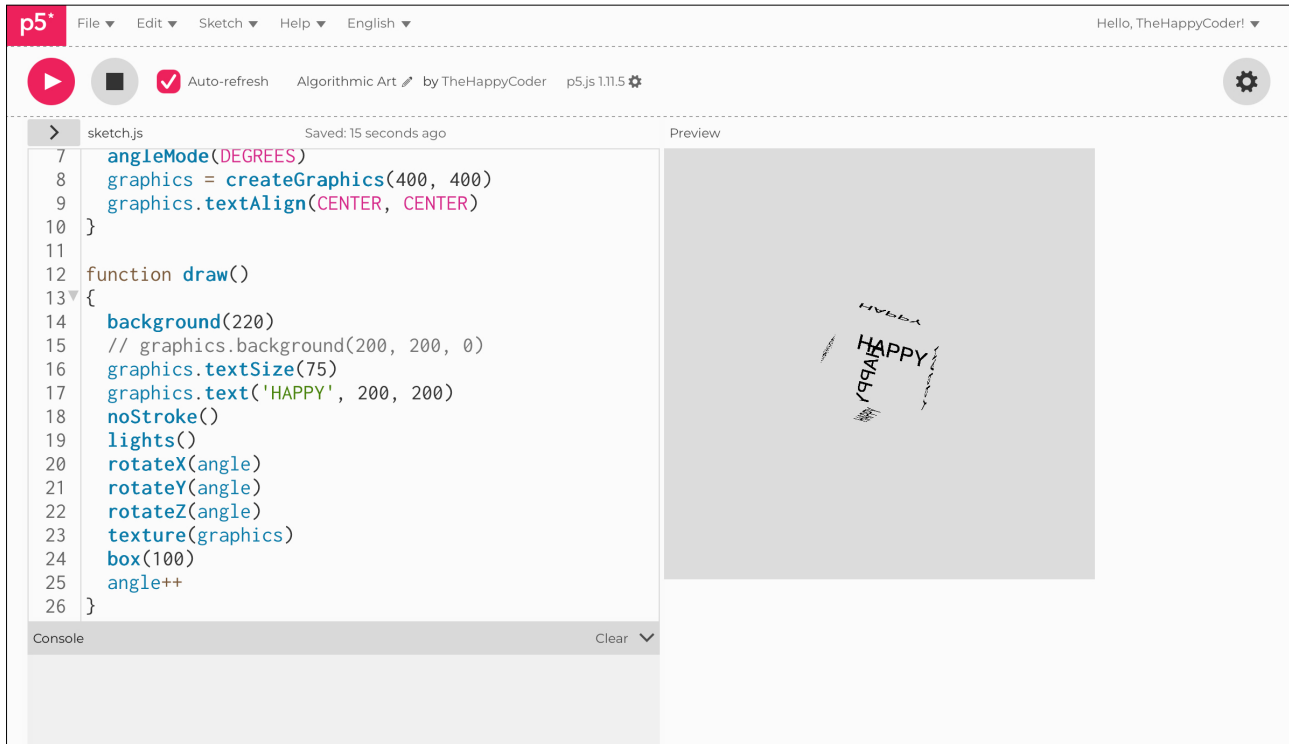 p5* File Edit Sketch Help English Hello, TheHappyCoder!
Auto-refresh Algorithmic Art by TheHappyCoder p5.js 1.11.5
sketch.js Saved: 15 seconds ago Preview
7 angleMode(DEGREES)
8 graphics = createGraphics(400, 400)
9 graphics.textAlign(CENTER, CENTER)
10 }
11
12 function draw()
13 {
14 background(220)
15 // graphics.background(200, 200, 0)
16 graphics.textSize(75)
17 graphics.text('HAPPY', 200, 200)
18 noStroke()
19 lights()
20 rotateX(angle)
21 rotateY(angle)
22 rotateZ(angle)
23 texture(graphics)
24 box(100)
25 angle++
26 }
Console Clear
HAPPY
HAPPY
HAPPY